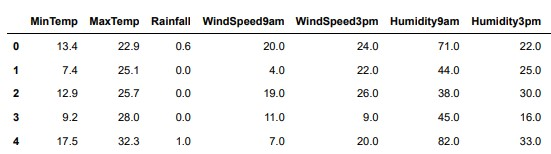 MinTemp MaxTemp Rainfall WindSpeed9am WindSpeed3pm Humidity9am Humidity3pm
0 13.4 22.9 0.6 20.0 24.0 71.0 22.0
1 7.4 25.1 0.0 4.0 22.0 44.0 25.0
2 12.9 25.7 0.0 19.0 26.0 38.0 30.0
3 9.2 28.0 0.0 11.0 9.0 45.0 16.0
4 17.5 32.3 1.0 7.0 20.0 82.0 33.0